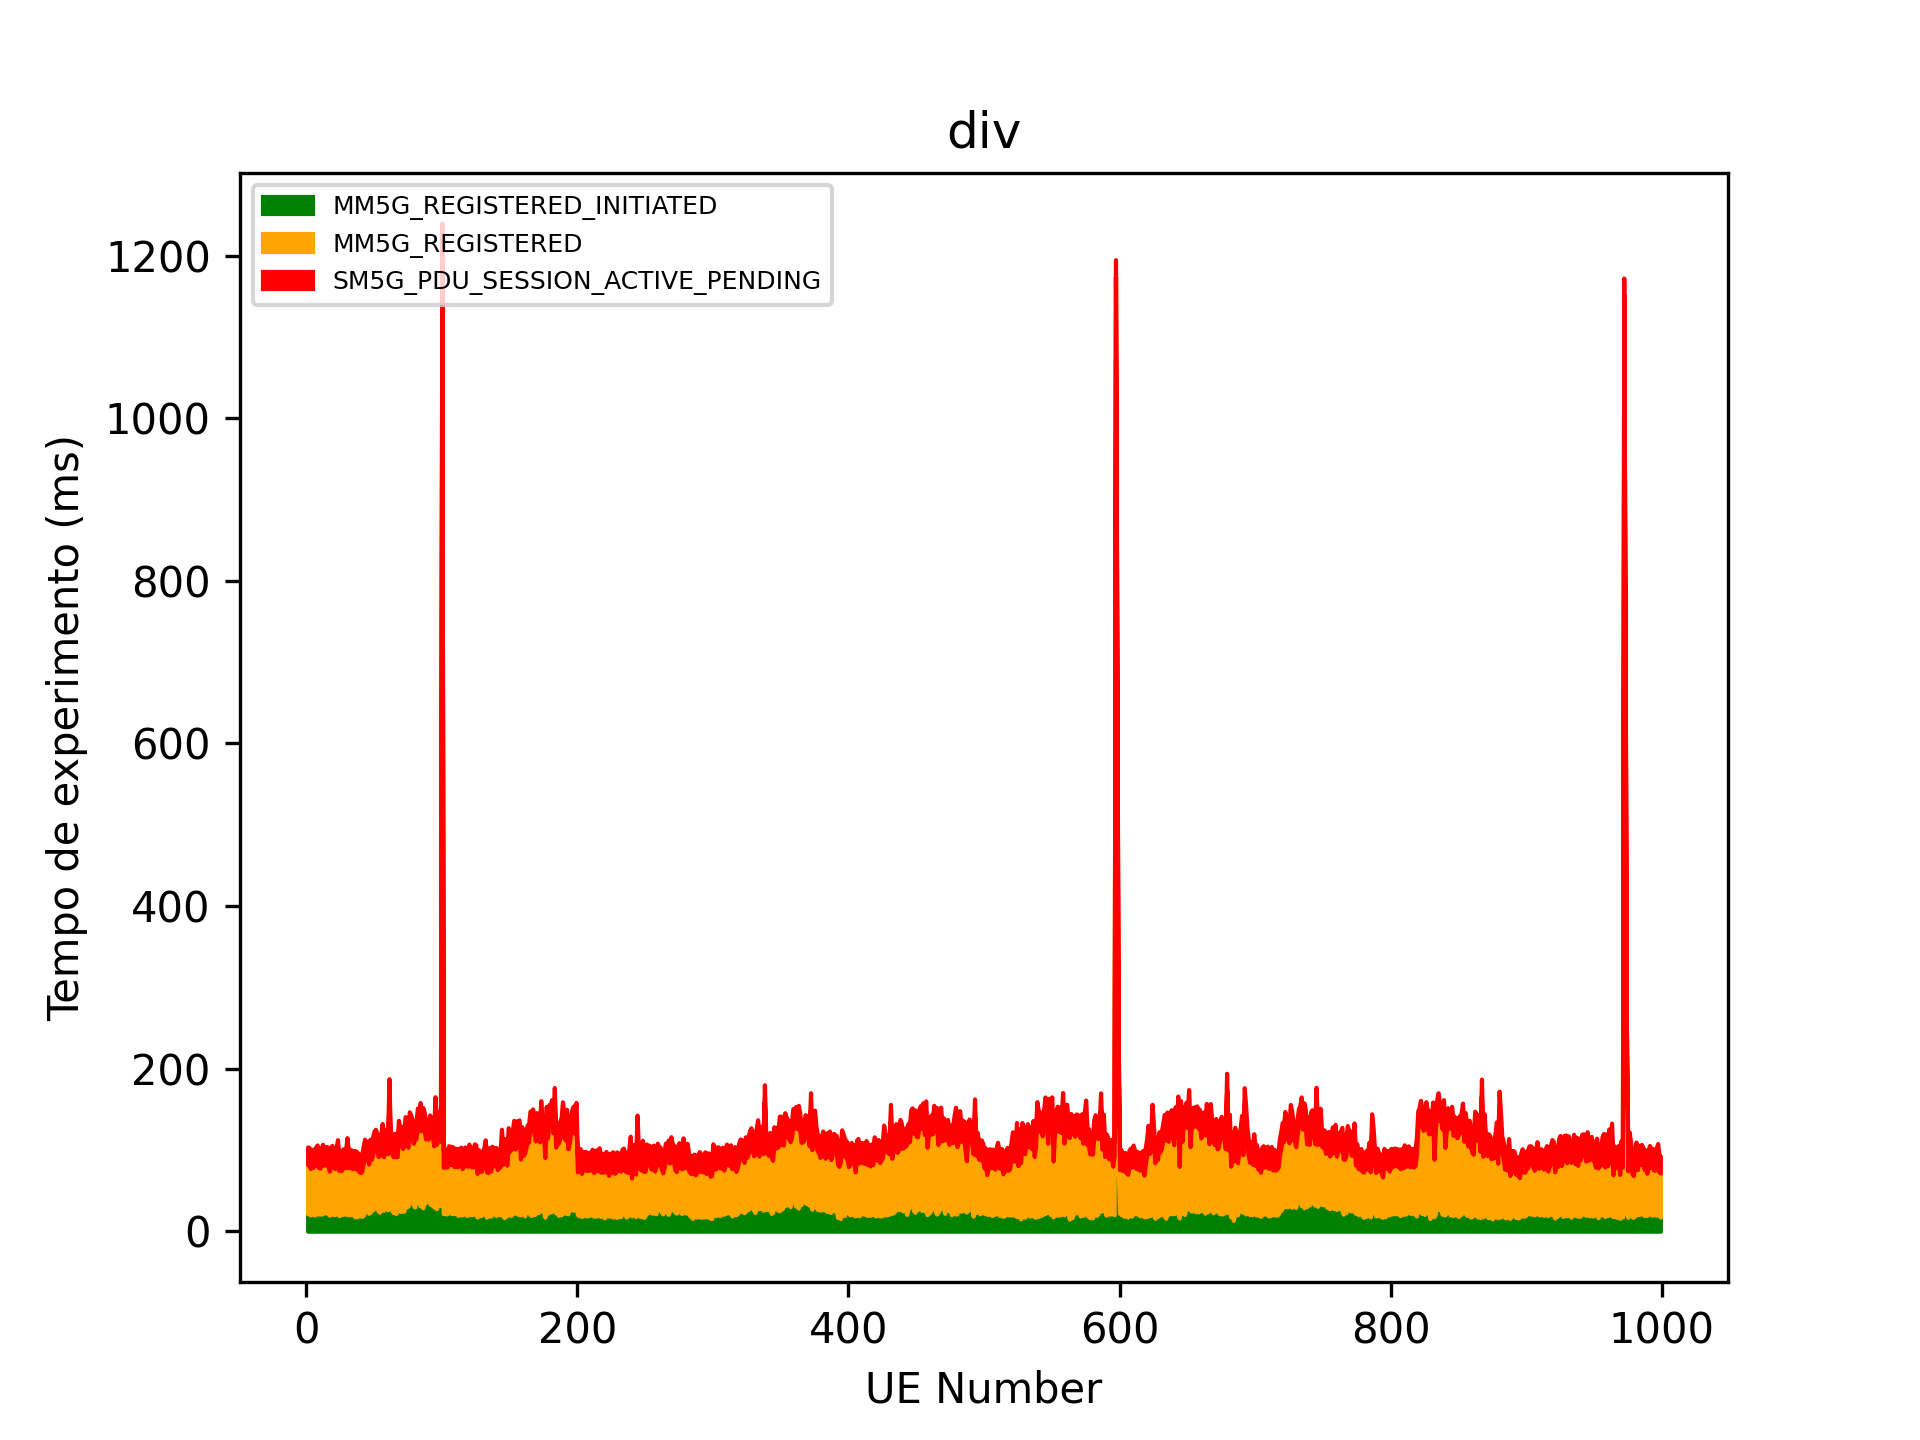 div
MM5G_REGISTERED_INITIATED
MM5G_REGISTERED
SM5G_PDU_SESSION_ACTIVE_PENDING
Tempo de experimento (ms)
1200
1000
800
600
400
200
0
0 200 400 600 800 1000
UE Number